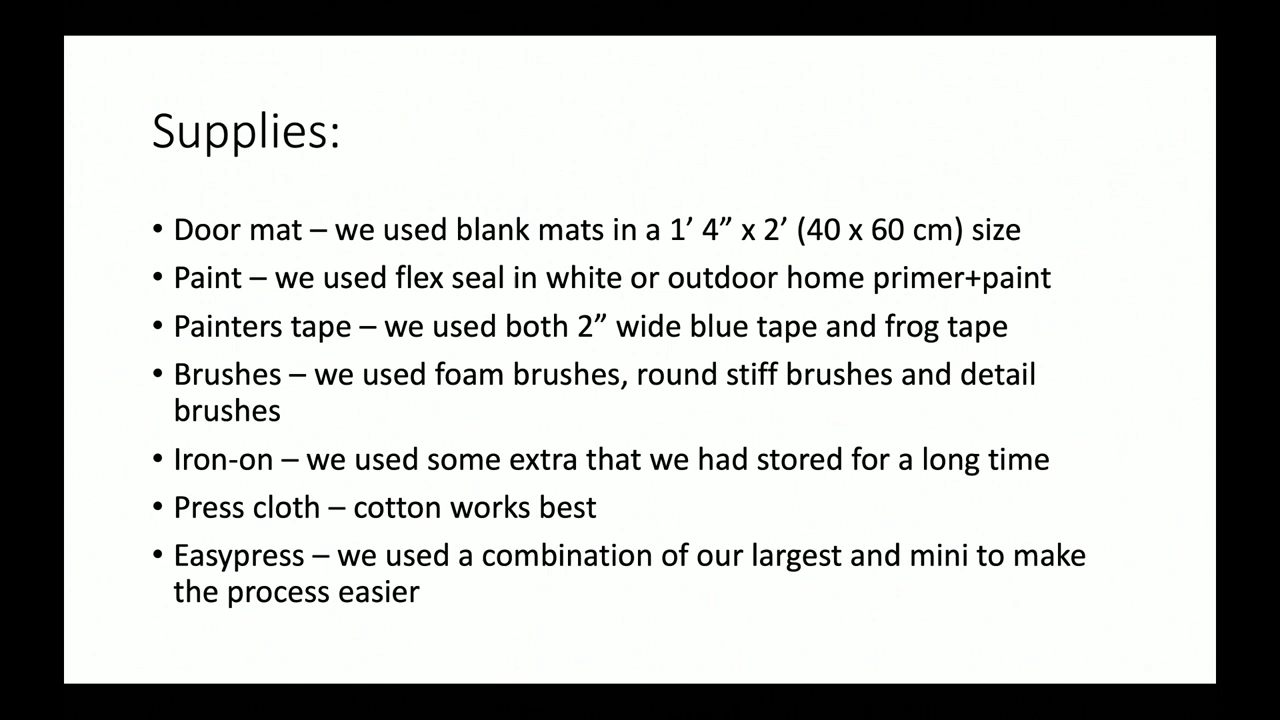 Supplies:
• Door mat – we used blank mats in a 1’ 4” x 2’ (40 x 60 cm) size
• Paint – we used flex seal in white or outdoor home primer+paint
• Painters tape – we used both 2” wide blue tape and frog tape
• Brushes – we used foam brushes, round stiff brushes and detail
brushes
• Iron-on – we used some extra that we had stored for a long time
• Press cloth – cotton works best
• Easypress – we used a combination of our largest and mini to make
the process easier